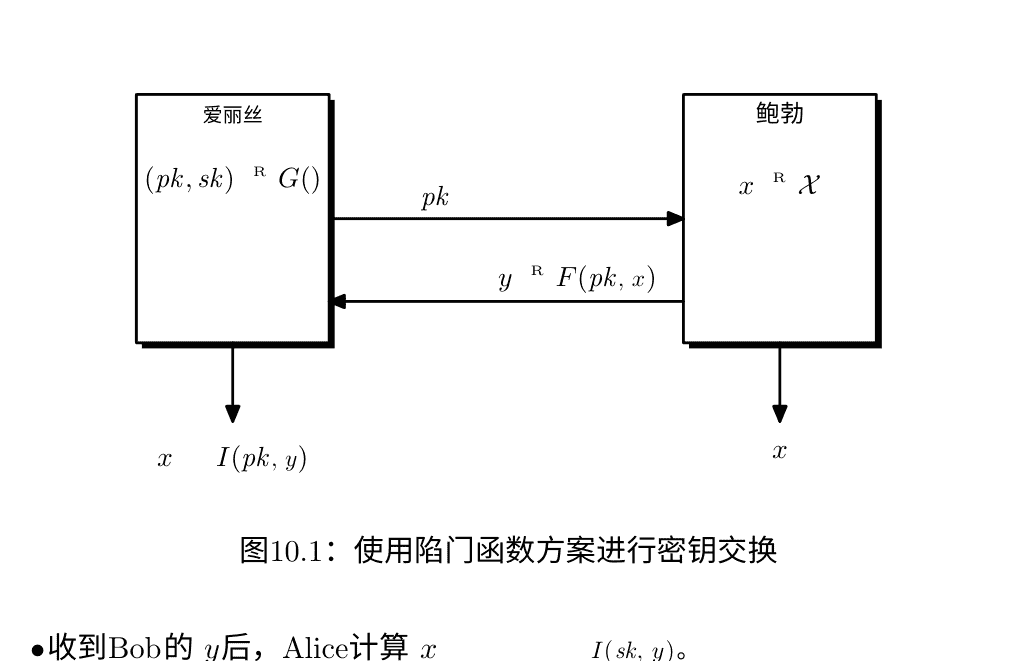 爱丽丝
鲍勃
(pk, sk) R G()
x R 𝒳
pk
y R F(pk, x)
x I(pk, y)
x
图10.1：使用陷门函数方案进行密钥交换
•收到Bob的 y后，Alice计算 x I(sk, y)。